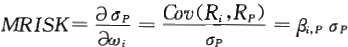 MRISK = ∂σ_P / ∂ω_i = Cov(R_i, R_P) / σ_P = β_{i,P} σ_P